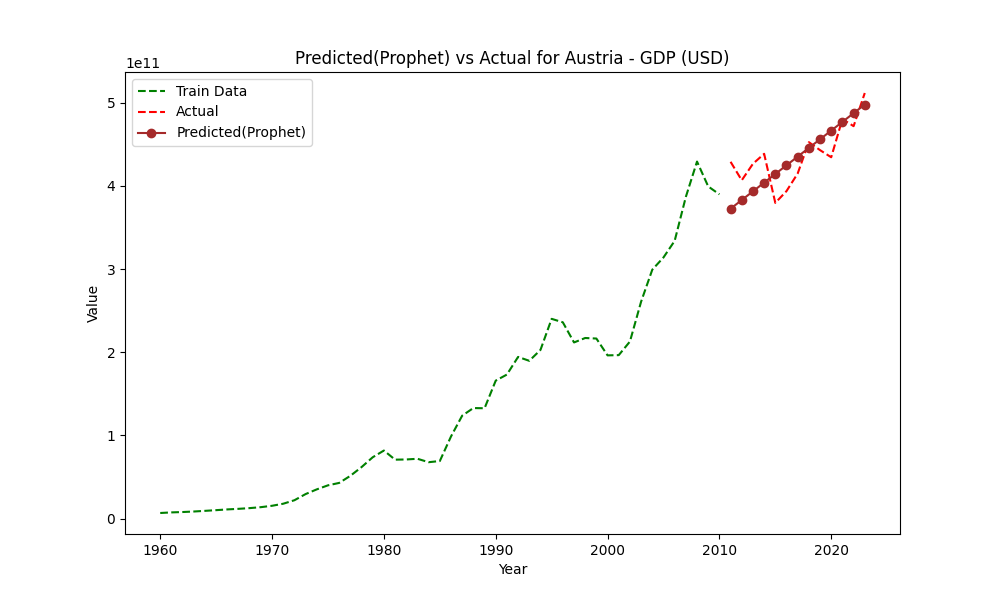 Predicted(Prophet) vs Actual for Austria - GDP (USD)
1e11
Train Data
Actual
Predicted(Prophet)
5
4
3
2
1
0
Value
1960 1970 1980 1990 2000 2010 2020
Year